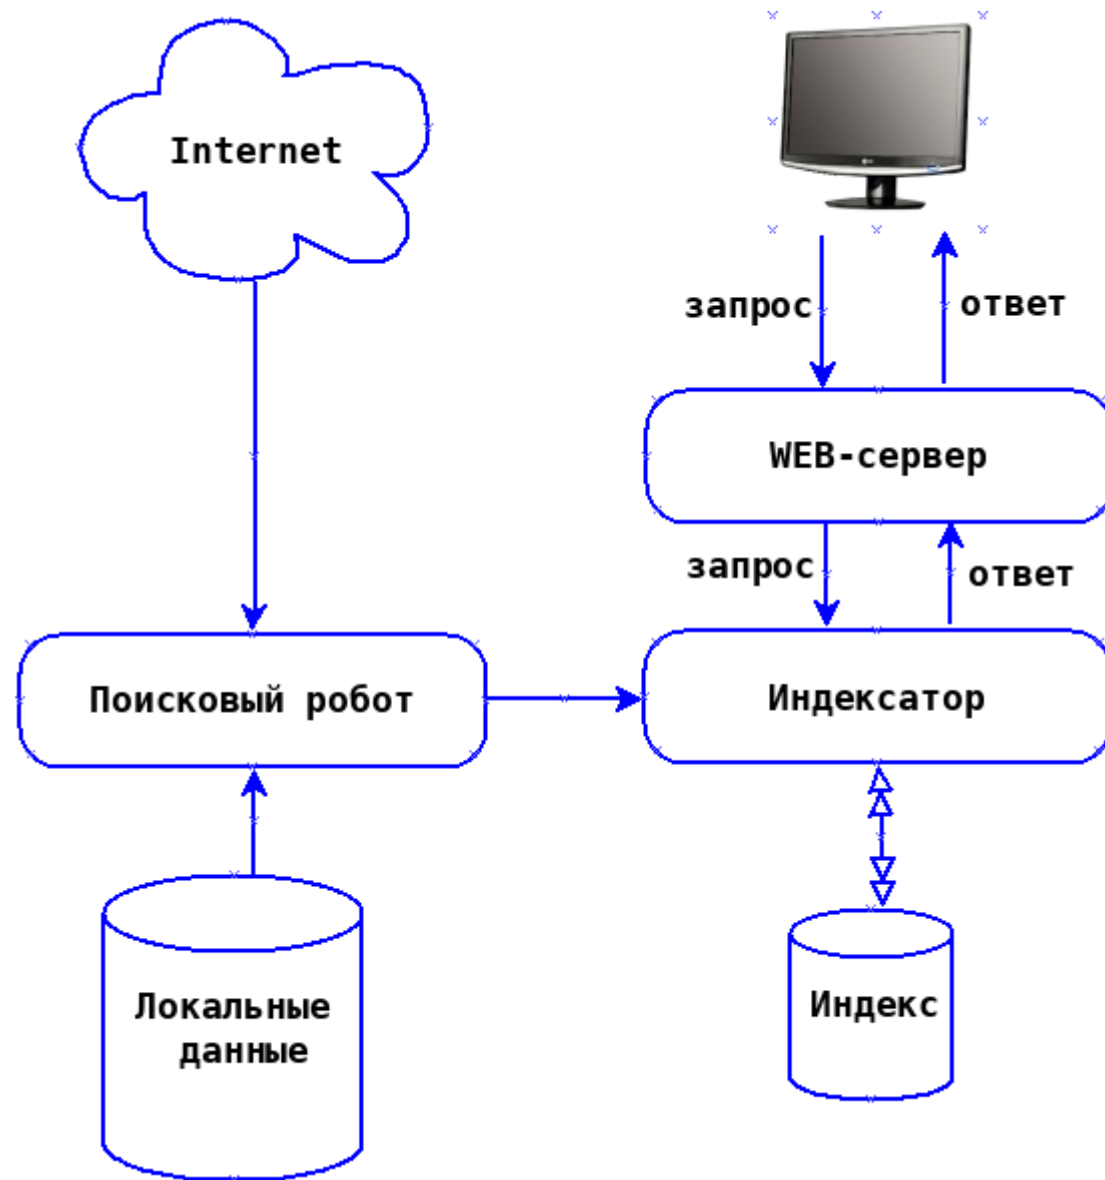 Internet
запрос
ответ
WEB-сервер
запрос
ответ
Поисковый робот
Индексатор
Локальные
данные
Индекс